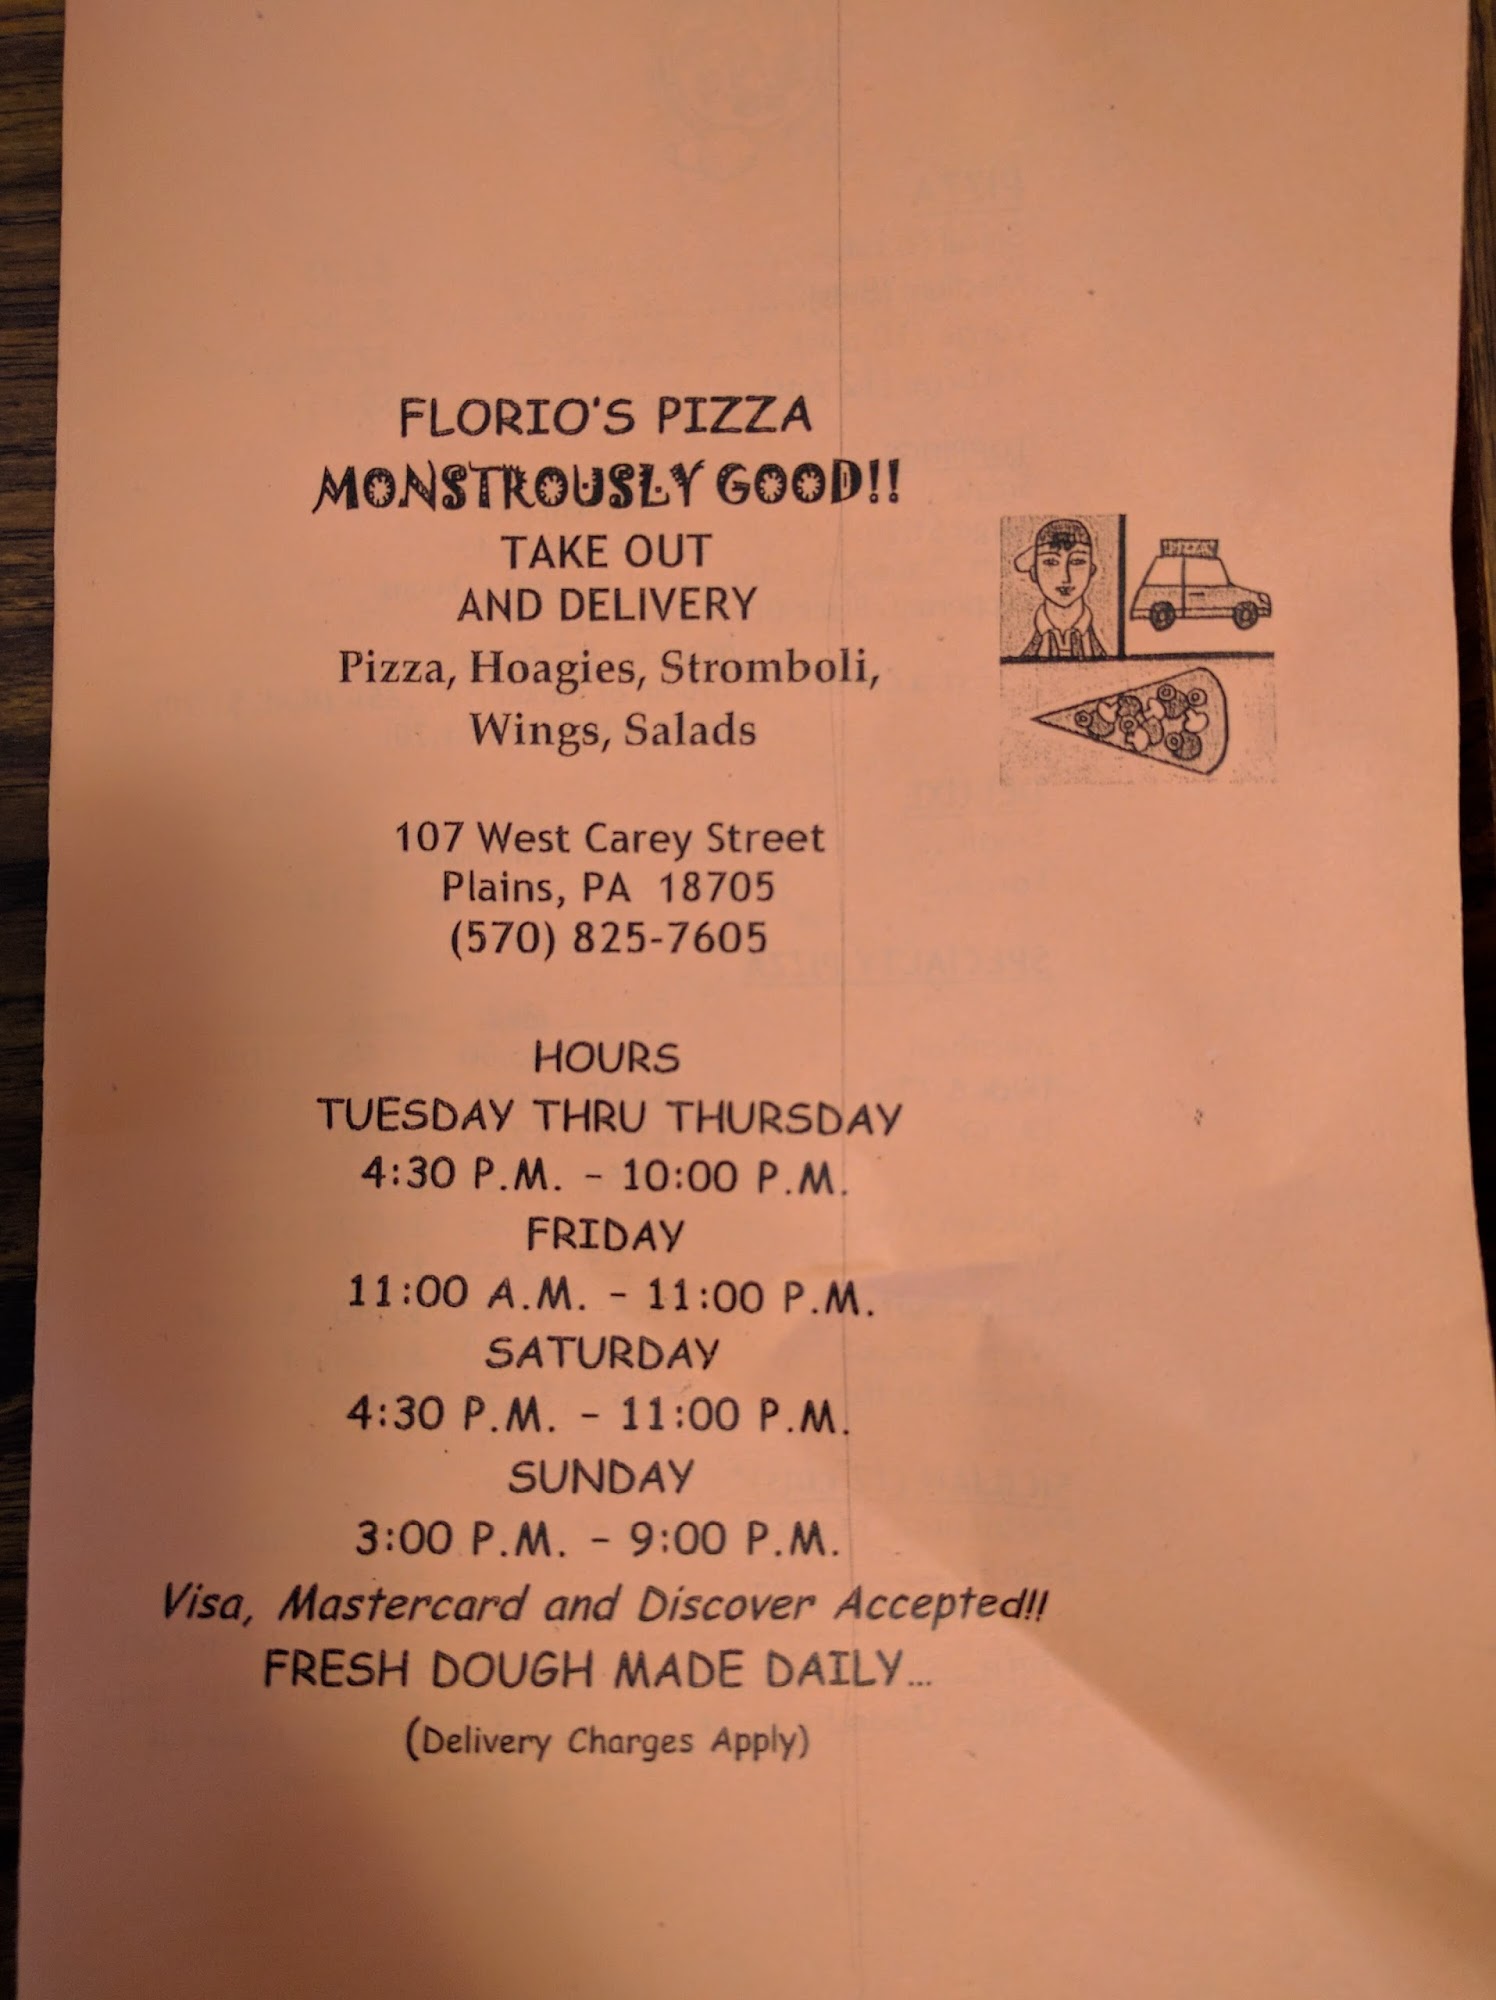 FLORIO'S PIZZA
MONSTROUSLY GOOD!!
TAKE OUT
AND DELIVERY
Pizza, Hoagies, Stromboli,
Wings, Salads
107 West Carey Street
Plains, PA 18705
(570) 825-7605
HOURS
TUESDAY THRU THURSDAY
4:30 P.M. - 10:00 P.M.
FRIDAY
11:00 A.M. - 11:00 P.M.
SATURDAY
4:30 P.M. - 11:00 P.M.
SUNDAY
3:00 P.M. - 9:00 P.M.
Visa, Mastercard and Discover Accepted!!
FRESH DOUGH MADE DAILY...
(Delivery Charges Apply)